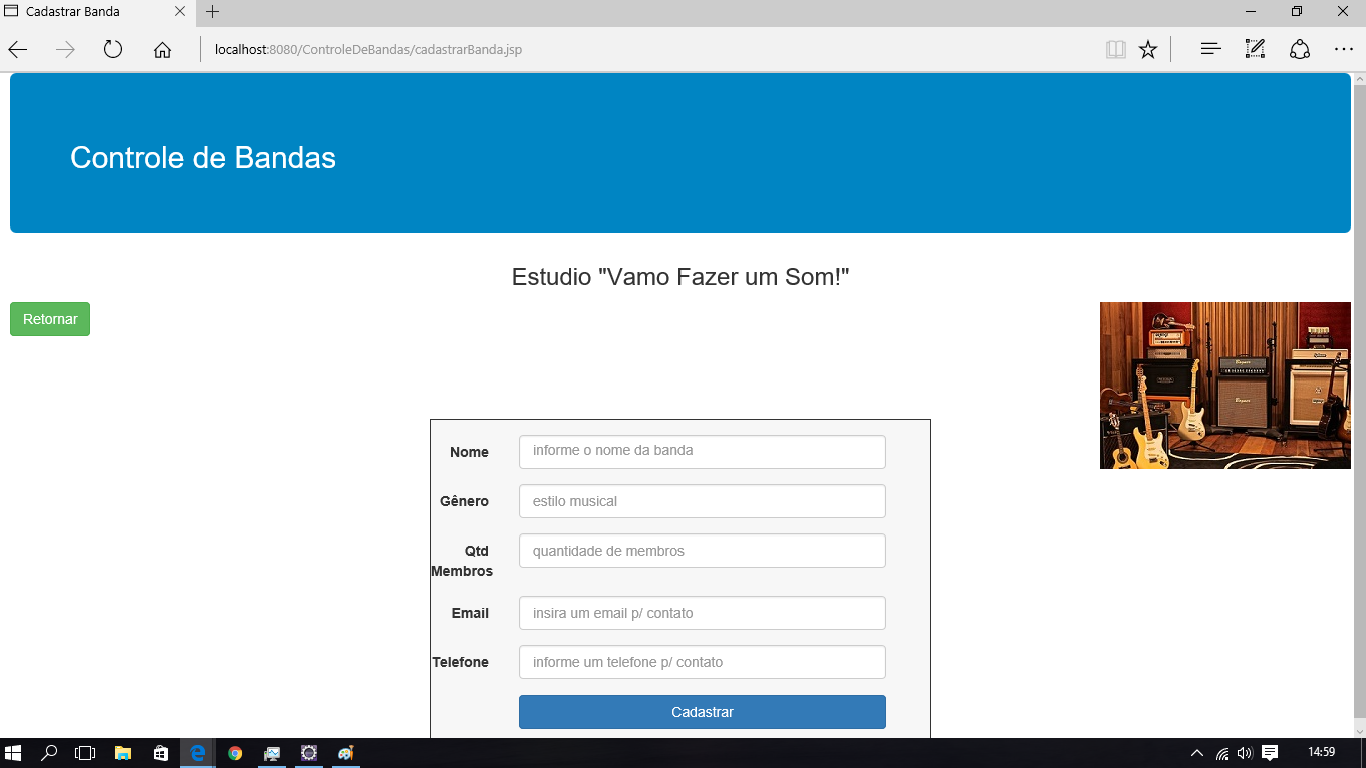 Cadastrar Banda
localhost:8080/ControleDeBandas/cadastrarBanda.jsp
Controle de Bandas
Estudio "Vamo Fazer um Som!"
Retornar
Nome
informe o nome da banda
Gênero
estilo musical
Qtd
Membros
quantidade de membros
Email
insira um email p/ contato
Telefone
informe um telefone p/ contato
Cadastrar
14:59